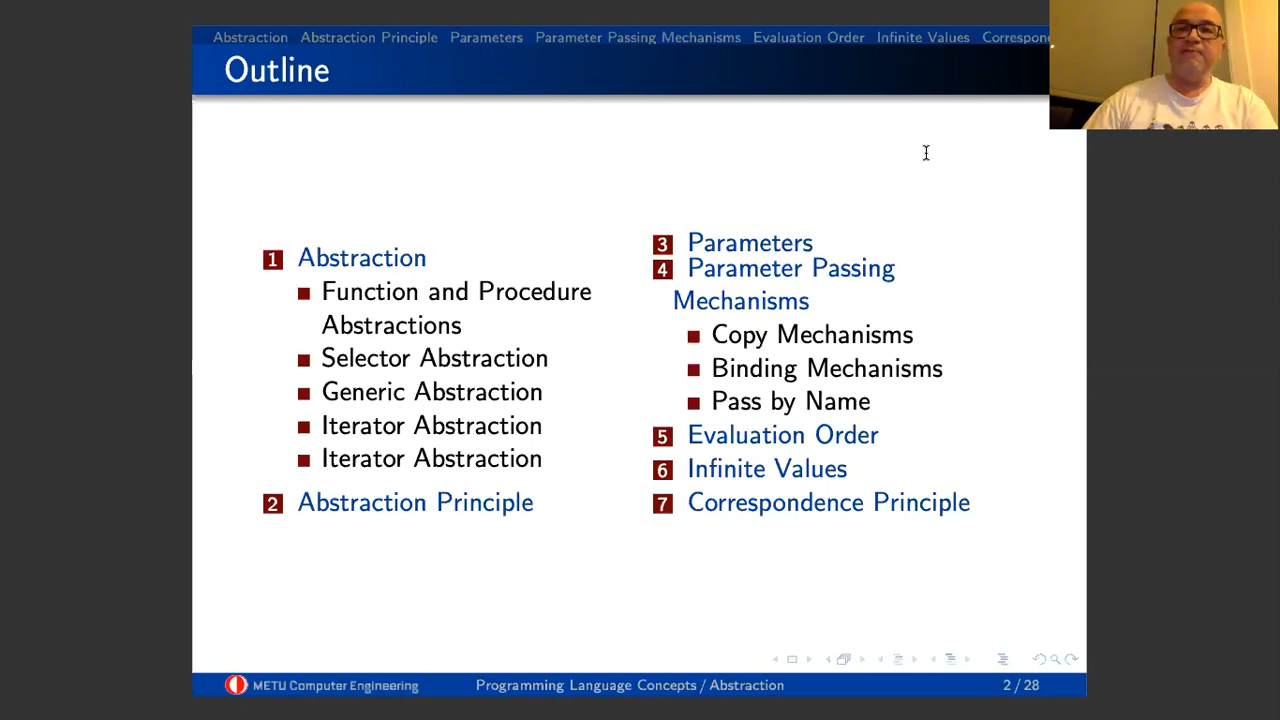 Abstraction Abstraction Principle Parameters Parameter Passing Mechanisms Evaluation Order Infinite Values Correspon
Outline
1 Abstraction
Function and Procedure
Abstractions
Selector Abstraction
Generic Abstraction
Iterator Abstraction
Iterator Abstraction
2 Abstraction Principle
3 Parameters
4 Parameter Passing
Mechanisms
Copy Mechanisms
Binding Mechanisms
Pass by Name
5 Evaluation Order
6 Infinite Values
7 Correspondence Principle
METU Computer Engineering Programming Language Concepts / Abstraction 2 / 28